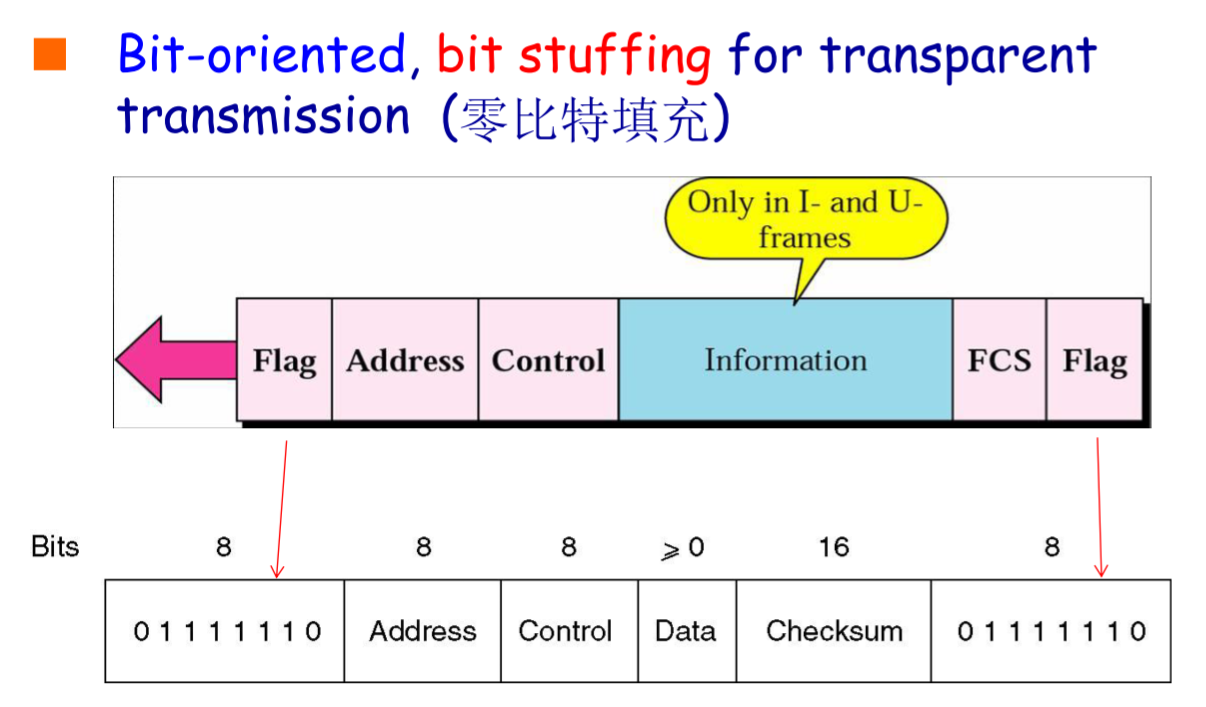 Bit-oriented, bit stuffing for transparent
transmission (零比特填充)
Only in I- and U-
frames
Flag Address Control Information FCS Flag
Bits 8 8 8 ⩾ 0 16 8
0 1 1 1 1 1 1 0 Address Control Data Checksum 0 1 1 1 1 1 1 0